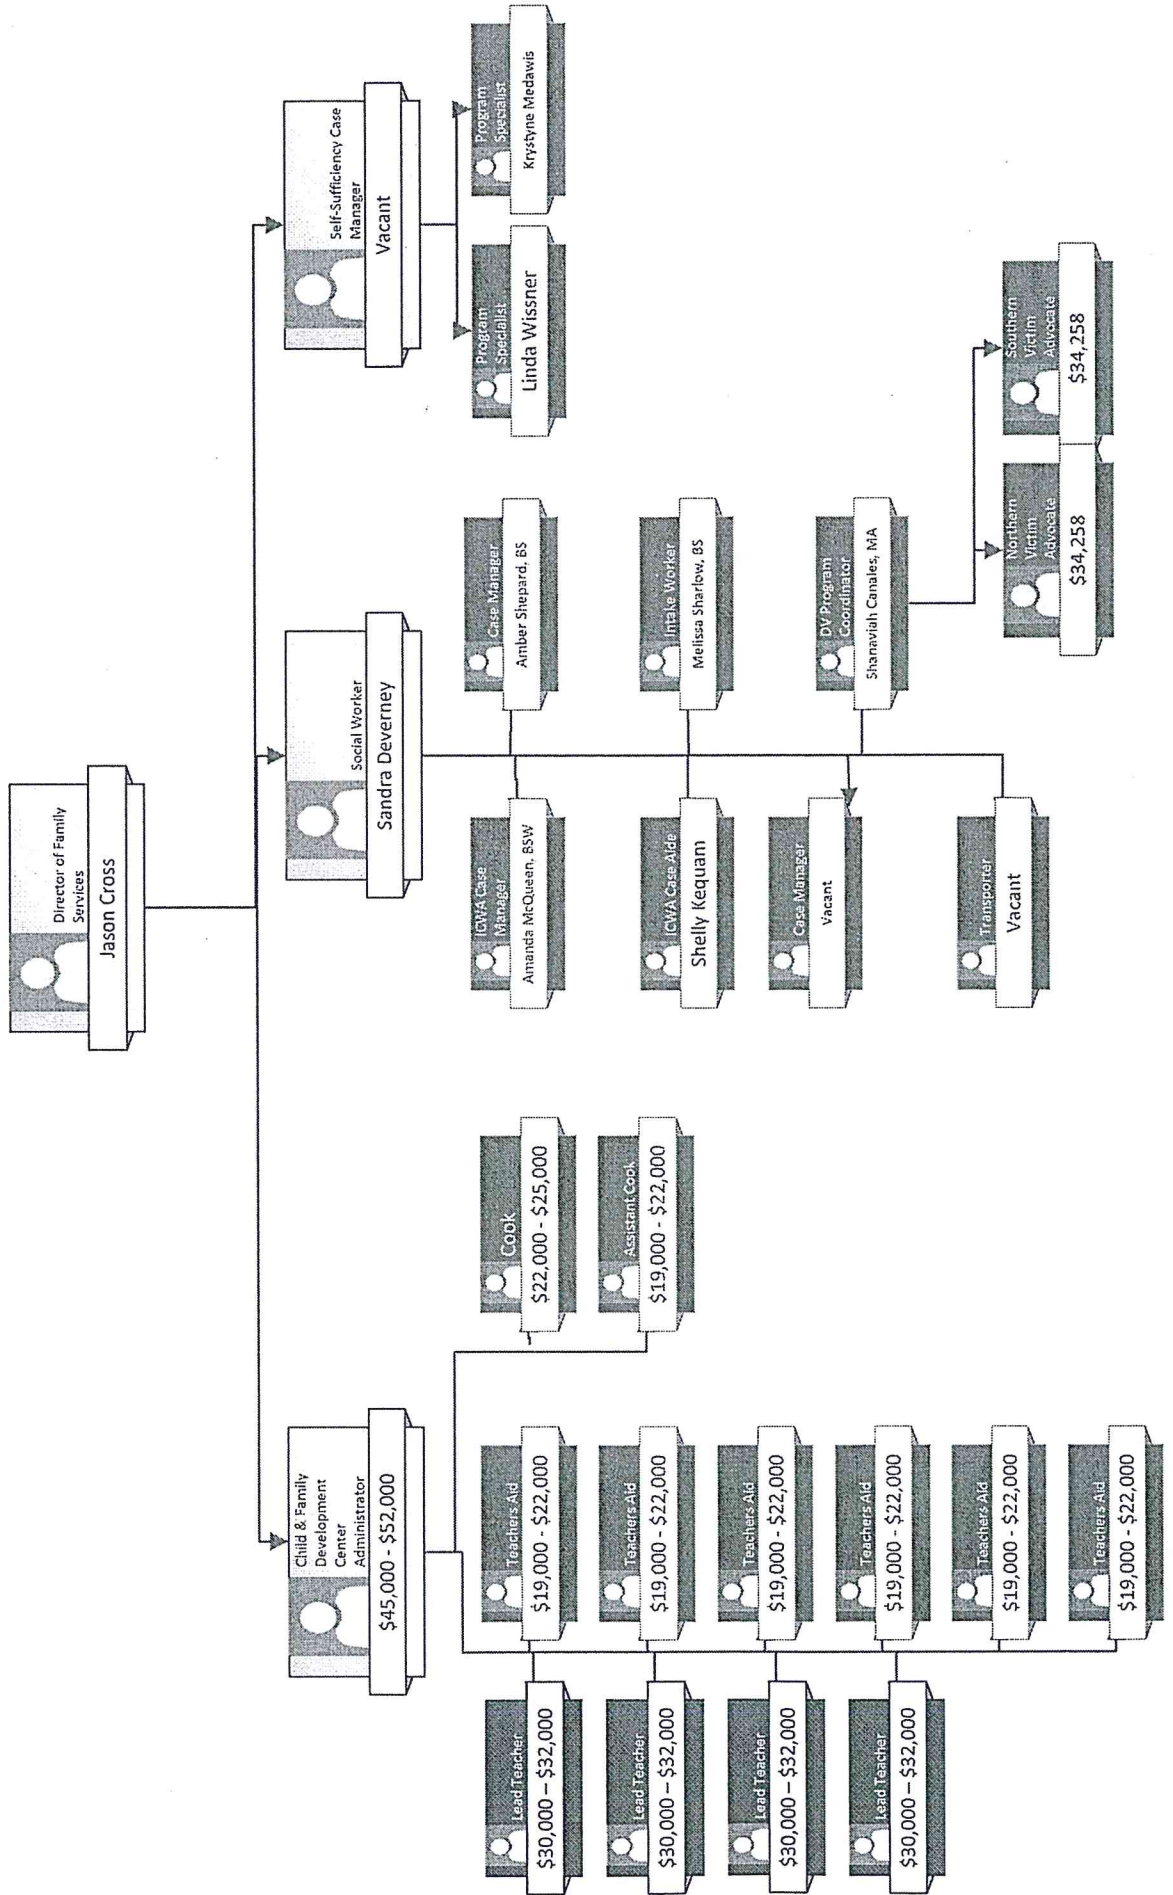 Director of Family
Services
Jason Cross
Child & Family
Development
Center
Administrator
$45,000 - $52,000
Social Worker
Sandra Deverney
Self-Sufficiency Case
Manager
Vacant
Lead Teacher
$30,000 – $32,000
Lead Teacher
$30,000 – $32,000
Lead Teacher
$30,000 – $32,000
Lead Teacher
$30,000 – $32,000
Teachers Aid
$19,000 - $22,000
Teachers Aid
$19,000 - $22,000
Teachers Aid
$19,000 - $22,000
Teachers Aid
$19,000 - $22,000
Teachers Aid
$19,000 - $22,000
Teachers Aid
$19,000 - $22,000
Cook
$22,000 - $25,000
Assistant Cook
$19,000 - $22,000
ICWA Case
Manager
Amanda McQueen, BSW
ICWA Case Aide
Shelly Kequam
Case Manager
Vacant
Transporter
Vacant
Case Manager
Amber Shepard, BS
Intake Worker
Melissa Sharlow, BS
DV Program
Coordinator
Shanaviah Canales, MA
Northern
Victim
Advocate
$34,258
Southern
Victim
Advocate
$34,258
Program
Specialist
Linda Wissner
Program
Specialist
Krystyne Medawis